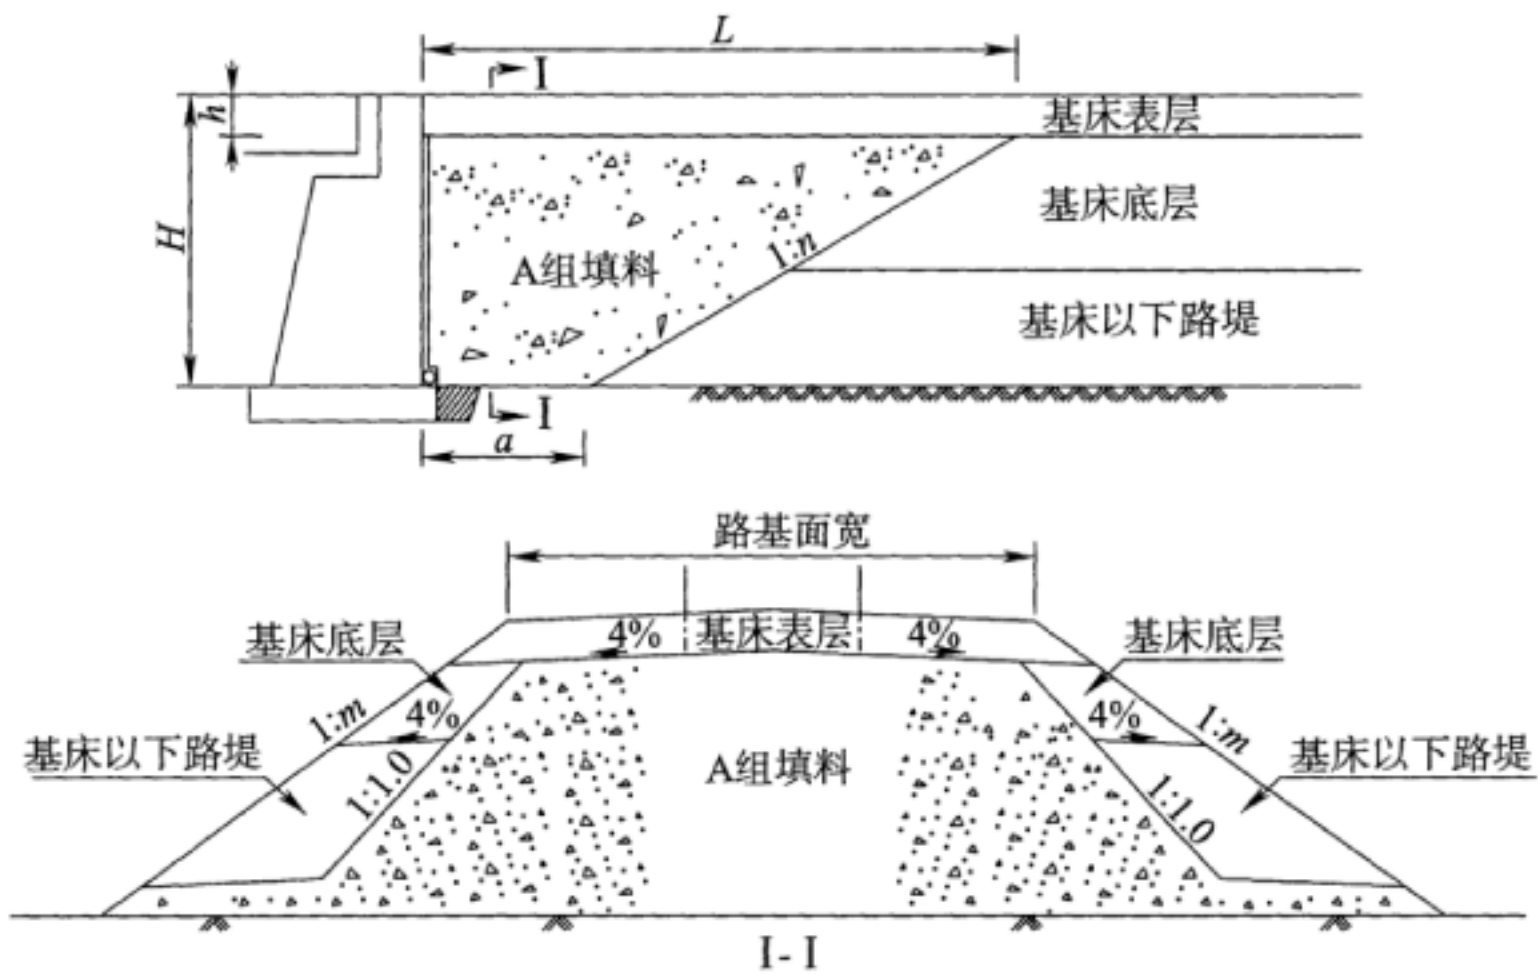 L
I
h
基床表层
基床底层
H
1:n
A组填料
基床以下路堤
I
a
路基面宽
基床底层
4%
基床表层
4%
基床底层
1:m
4%
4%
1:m
基床以下路堤
1:1.0
A组填料
1:1.0
基床以下路堤
I-I